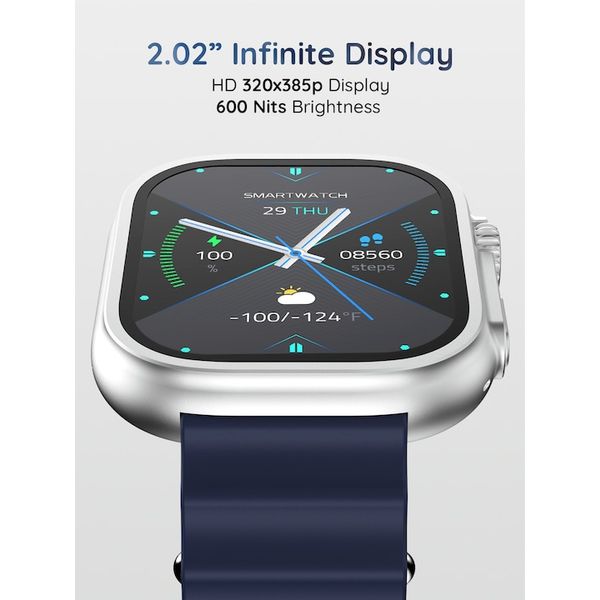 2.02” Infinite Display
HD 320x385p Display
600 Nits Brightness
SMARTWATCH
29 THU
100
%
08560
steps
-100/-124°F